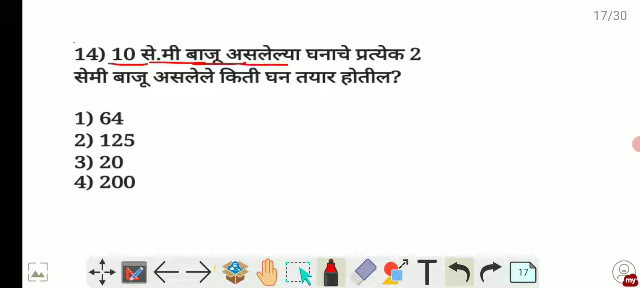 17/30
14) 10 से.मी बाजू असलेल्या घनाचे प्रत्येक 2
सेमी बाजू असलेले किती घन तयार होतील?
1) 64
2) 125
3) 20
4) 200
T
17
my